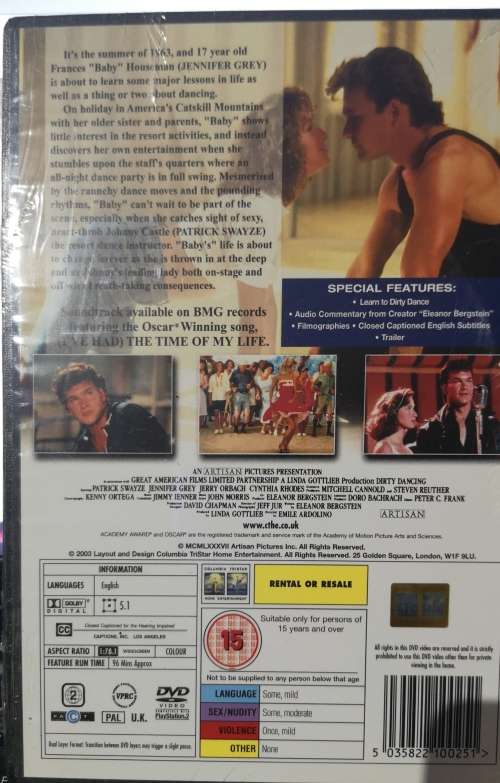 It's the summer of 1963, and 17 year old
Frances "Baby" Houseman (JENNIFER GREY)
is about to learn some major lessons in life as
well as a thing or two about dancing.
On holiday in America's Catskill Mountains
with her older sister and parents, "Baby" shows
little interest in the resort activities, and instead
discovers her own entertainment when she
stumbles upon the staff's quarters where an
all-night dance party is in full swing. Mesmerized
by the raunchy dance moves and the pounding
rhythms, "Baby" can't wait to be part of the
scene, especially when she catches sight of sexy,
heart-throb Johnny Castle (PATRICK SWAYZE)
the resort dance instructor. "Baby's" life is about
to change forever as she is thrown in at the deep
end as Johnny's leading lady both on-stage and
off with breath-taking consequences.
Soundtrack available on BMG records
featuring the Oscar® Winning song,
(I'VE HAD) THE TIME OF MY LIFE.
SPECIAL FEATURES:
• Learn to Dirty Dance
• Audio Commentary from Creator "Eleanor Bergstein"
• Filmographies • Closed Captioned English Subtitles
• Trailer
AN ARTISAN PICTURES PRESENTATION
GREAT AMERICAN FILMS LIMITED PARTNERSHIP A LINDA GOTTLIEB Production DIRTY DANCING
PATRICK SWAYZE JENNIFER GREY JERRY ORBACH CYNTHIA RHODES MITCHELL CANNOLD and STEVEN REUTHER
KENNY ORTEGA JIMMY IENNER JOHN MORRIS ELEANOR BERGSTEIN DORO BACHRACH PETER C. FRANK
DAVID CHAPMAN JEFF JUR ELEANOR BERGSTEIN
LINDA GOTTLIEB EMILE ARDOLINO
www.cthe.co.uk
ARTISAN
ACADEMY AWARD® and OSCAR® are the registered trademark and service mark of the Academy of Motion Picture Arts and Sciences.
© MCMLXXXVII Artisan Pictures Inc. All Rights Reserved.
© 2003 Layout and Design Columbia TriStar Home Entertainment. All Rights Reserved. 25 Golden Square, London, W1F 9LU.
INFORMATION
LANGUAGES English
DOLBY DIGITAL 5.1
CC Closed Captioned for the Hearing Impaired
CAPTIONS, INC. LOS ANGELES
ASPECT RATIO 1:78.1 WIDESCREEN COLOUR
FEATURE RUN TIME 96 Mins Approx
2 VPRC DVD VIDEO
COMPATIBLE WITH PlayStation.2
FACT PAL U.K.
Dual Layer Format: Transition between DVD layers may trigger a slight pause.
COLUMBIA TRISTAR
HOME ENTERTAINMENT
RENTAL OR RESALE
15
Suitable only for persons of
15 years and over
Not to be supplied to any person below that age
LANGUAGE Some, mild
SEX/NUDITY Some, moderate
VIOLENCE Once, mild
OTHER None
All rights in this DVD video are reserved and it is strictly
prohibited to use this DVD video other than for private
viewing in the home.
5 035822 100251 >